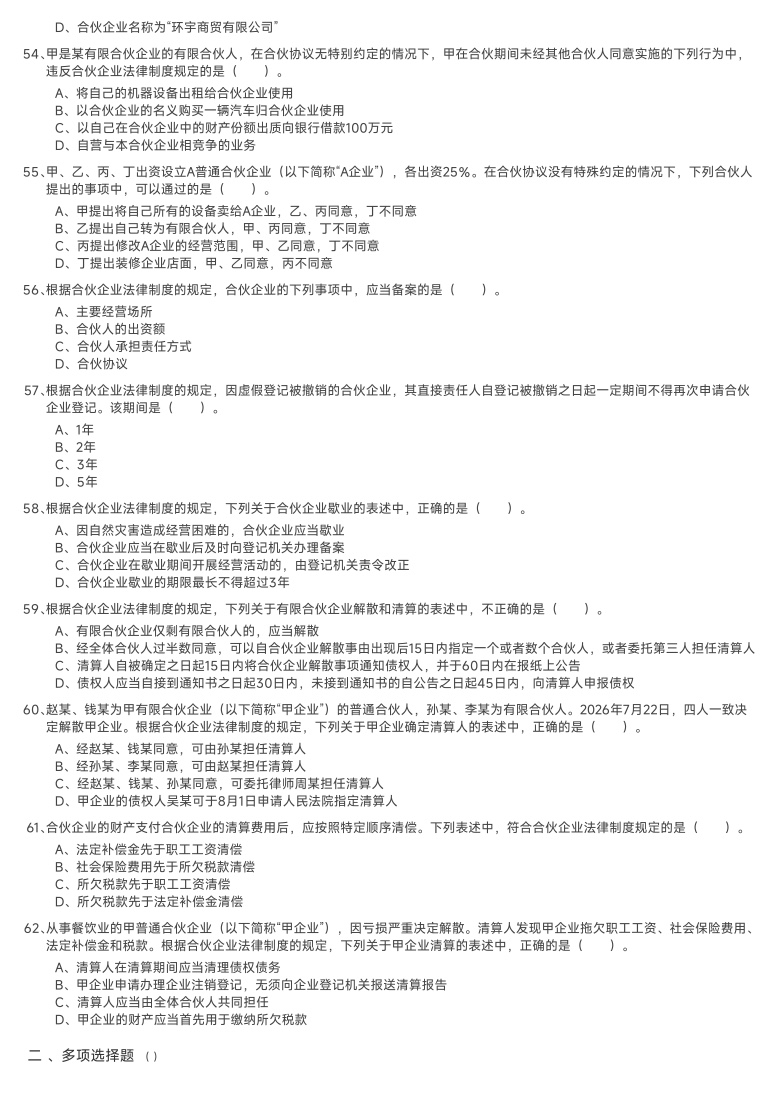 D、合伙企业名称为“环宇商贸有限公司”
54、甲是某有限合伙企业的有限合伙人，在合伙协议无特别约定的情况下，甲在合伙期间未经其他合伙人同意实施的下列行为中，
违反合伙企业法律制度规定的是（　　）。
A、将自己的机器设备出租给合伙企业使用
B、以合伙企业的名义购买一辆汽车归合伙企业使用
C、以自己在合伙企业中的财产份额出质向银行借款100万元
D、自营与本合伙企业相竞争的业务
55、甲、乙、丙、丁出资设立A普通合伙企业（以下简称“A企业”），各出资25%。在合伙协议没有特殊约定的情况下，下列合伙人
提出的事项中，可以通过的是（　　）。
A、甲提出将自己所有的设备卖给A企业，乙、丙同意，丁不同意
B、乙提出自己转为有限合伙人，甲、丙同意，丁不同意
C、丙提出修改A企业的经营范围，甲、乙同意，丁不同意
D、丁提出装修企业店面，甲、乙同意，丙不同意
56、根据合伙企业法律制度的规定，合伙企业的下列事项中，应当备案的是（　　）。
A、主要经营场所
B、合伙人的出资额
C、合伙人承担责任方式
D、合伙协议
57、根据合伙企业法律制度的规定，因虚假登记被撤销的合伙企业，其直接责任人自登记被撤销之日起一定期间不得再次申请合伙
企业登记。该期间是（　　）。
A、1年
B、2年
C、3年
D、5年
58、根据合伙企业法律制度的规定，下列关于合伙企业歇业的表述中，正确的是（　　）。
A、因自然灾害造成经营困难的，合伙企业应当歇业
B、合伙企业应当在歇业后及时向登记机关办理备案
C、合伙企业在歇业期间开展经营活动的，由登记机关责令改正
D、合伙企业歇业的期限最长不得超过3年
59、根据合伙企业法律制度的规定，下列关于有限合伙企业解散和清算的表述中，不正确的是（　　）。
A、有限合伙企业仅剩有限合伙人的，应当解散
B、经全体合伙人过半数同意，可以自合伙企业解散事由出现后15日内指定一个或者数个合伙人，或者委托第三人担任清算人
C、清算人自被确定之日起15日内将合伙企业解散事项通知债权人，并于60日内在报纸上公告
D、债权人应当自接到通知书之日起30日内，未接到通知书的自公告之日起45日内，向清算人申报债权
60、赵某、钱某为甲有限合伙企业（以下简称“甲企业”）的普通合伙人，孙某、李某为有限合伙人。2026年7月22日，四人一致决
定解散甲企业。根据合伙企业法律制度的规定，下列关于甲企业确定清算人的表述中，正确的是（　　）。
A、经赵某、钱某同意，可由孙某担任清算人
B、经孙某、李某同意，可由赵某担任清算人
C、经赵某、钱某、孙某同意，可委托律师周某担任清算人
D、甲企业的债权人吴某可于8月1日申请人民法院指定清算人
61、合伙企业的财产支付合伙企业的清算费用后，应按照特定顺序清偿。下列表述中，符合合伙企业法律制度规定的是（　　）。
A、法定补偿金先于职工工资清偿
B、社会保险费用先于所欠税款清偿
C、所欠税款先于职工工资清偿
D、所欠税款先于法定补偿金清偿
62、从事餐饮业的甲普通合伙企业（以下简称“甲企业”），因亏损严重决定解散。清算人发现甲企业拖欠职工工资、社会保险费用、
法定补偿金和税款。根据合伙企业法律制度的规定，下列关于甲企业清算的表述中，正确的是（　　）。
A、清算人在清算期间应当清理债权债务
B、甲企业申请办理企业注销登记，无须向企业登记机关报送清算报告
C、清算人应当由全体合伙人共同担任
D、甲企业的财产应当首先用于缴纳所欠税款
二 、多项选择题 （ ）